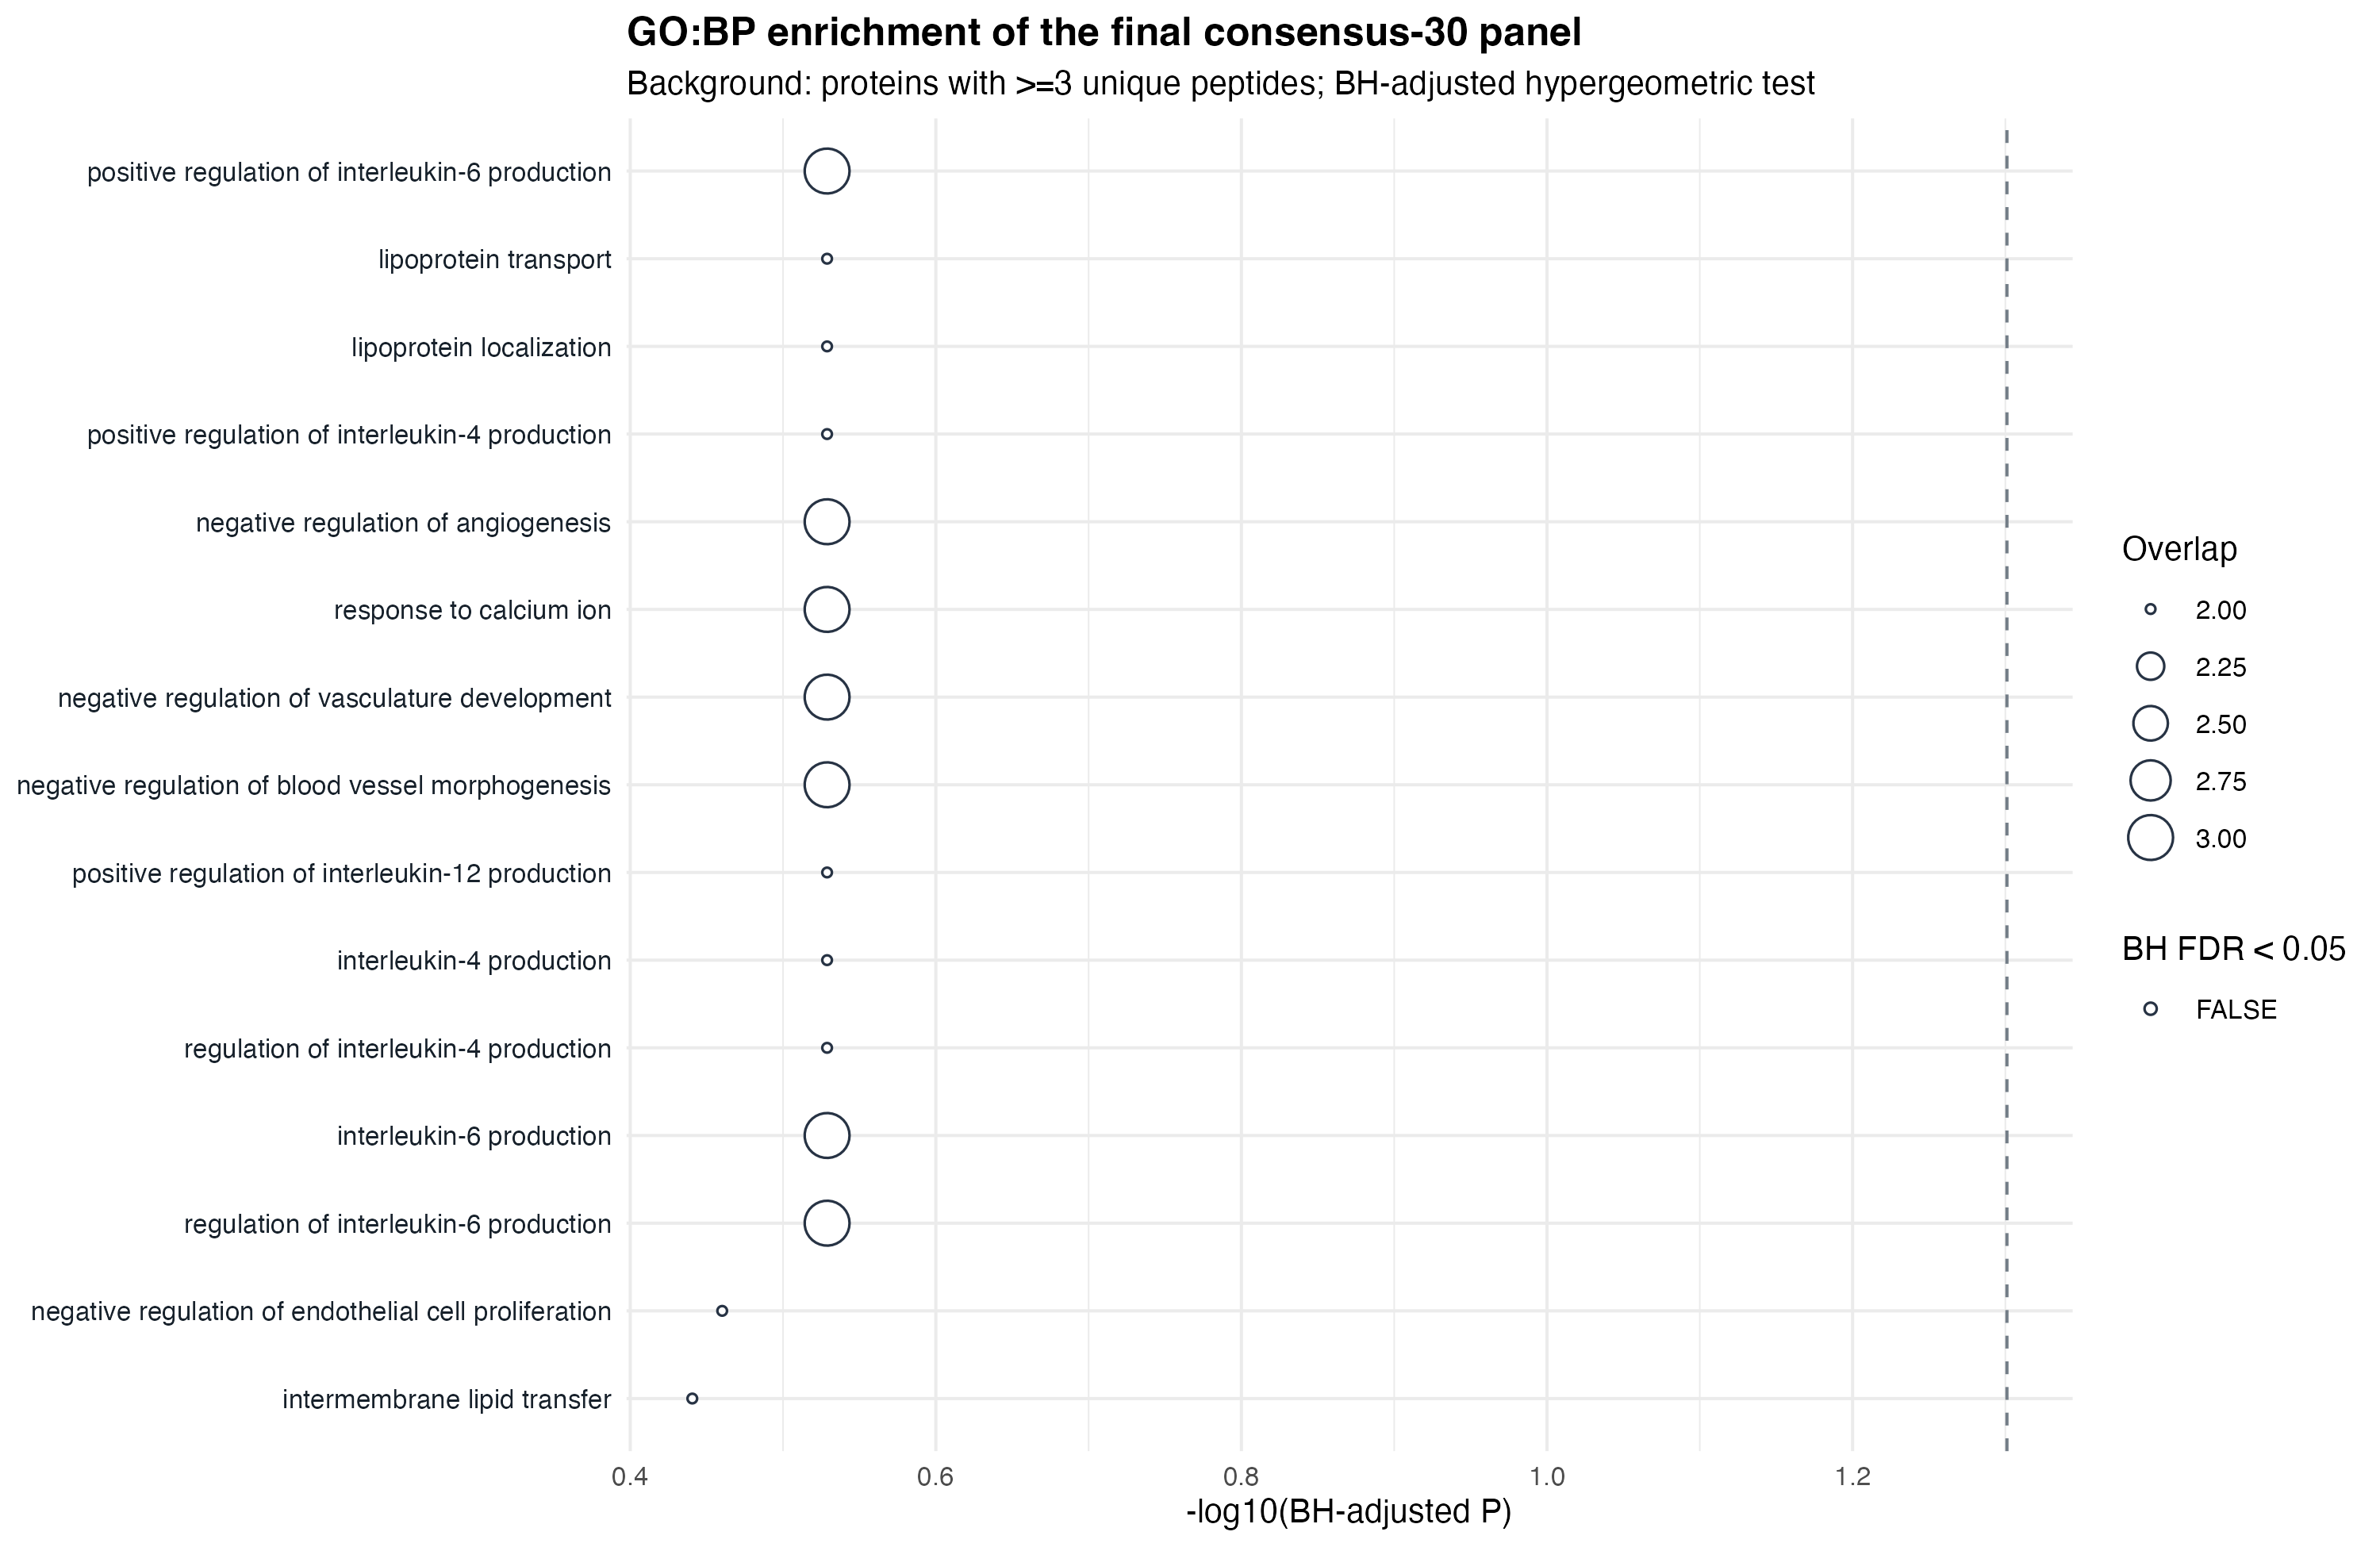 GO:BP enrichment of the final consensus-30 panel
Background: proteins with >=3 unique peptides; BH-adjusted hypergeometric test
positive regulation of interleukin-6 production
lipoprotein transport
lipoprotein localization
positive regulation of interleukin-4 production
negative regulation of angiogenesis
response to calcium ion
negative regulation of vasculature development
negative regulation of blood vessel morphogenesis
positive regulation of interleukin-12 production
interleukin-4 production
regulation of interleukin-4 production
interleukin-6 production
regulation of interleukin-6 production
negative regulation of endothelial cell proliferation
intermembrane lipid transfer
0.4 0.6 0.8 1.0 1.2
-log10(BH-adjusted P)
Overlap
2.00
2.25
2.50
2.75
3.00
BH FDR < 0.05
FALSE